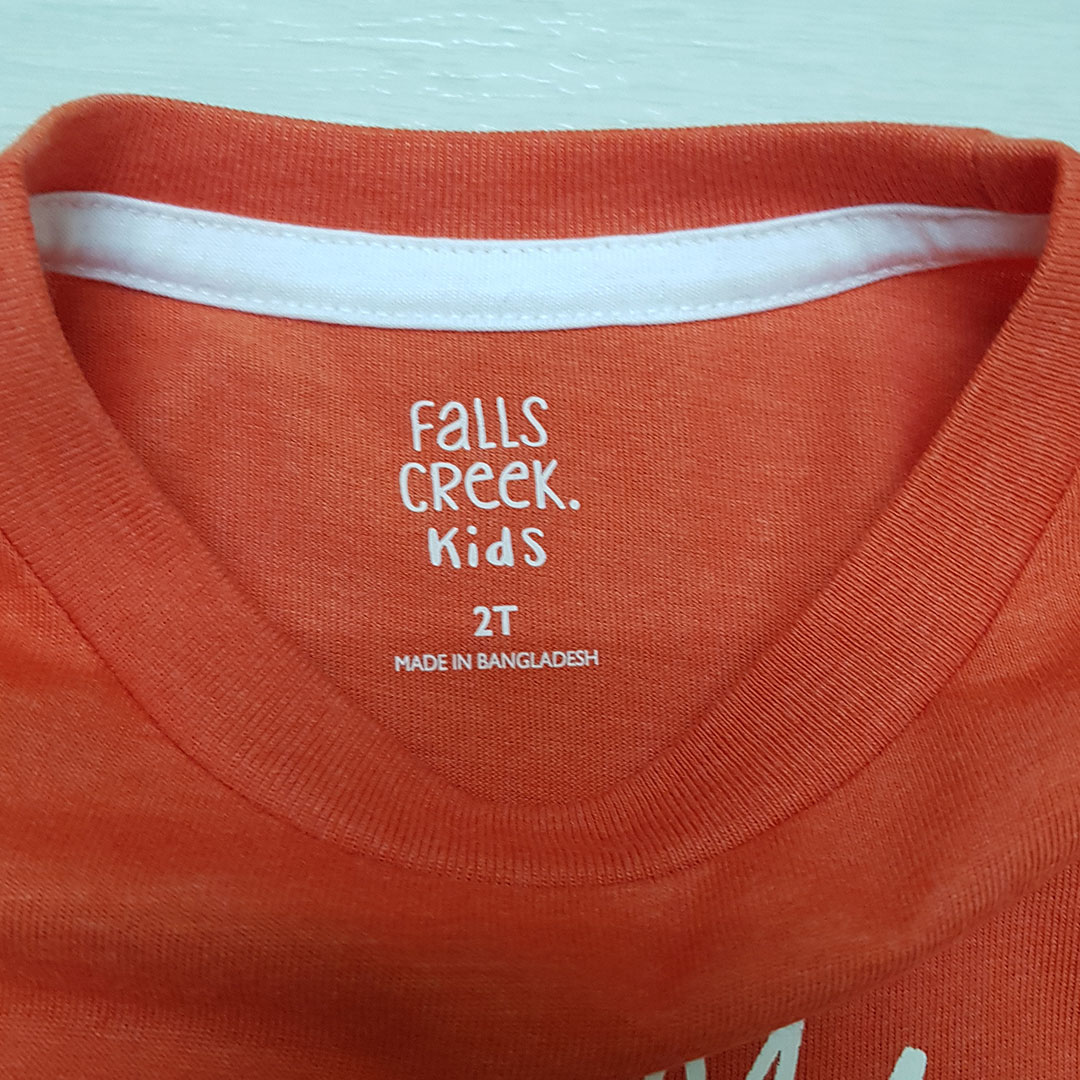 FaLLS
CReeK.
KidS
2T
MADE IN BANGLADESH